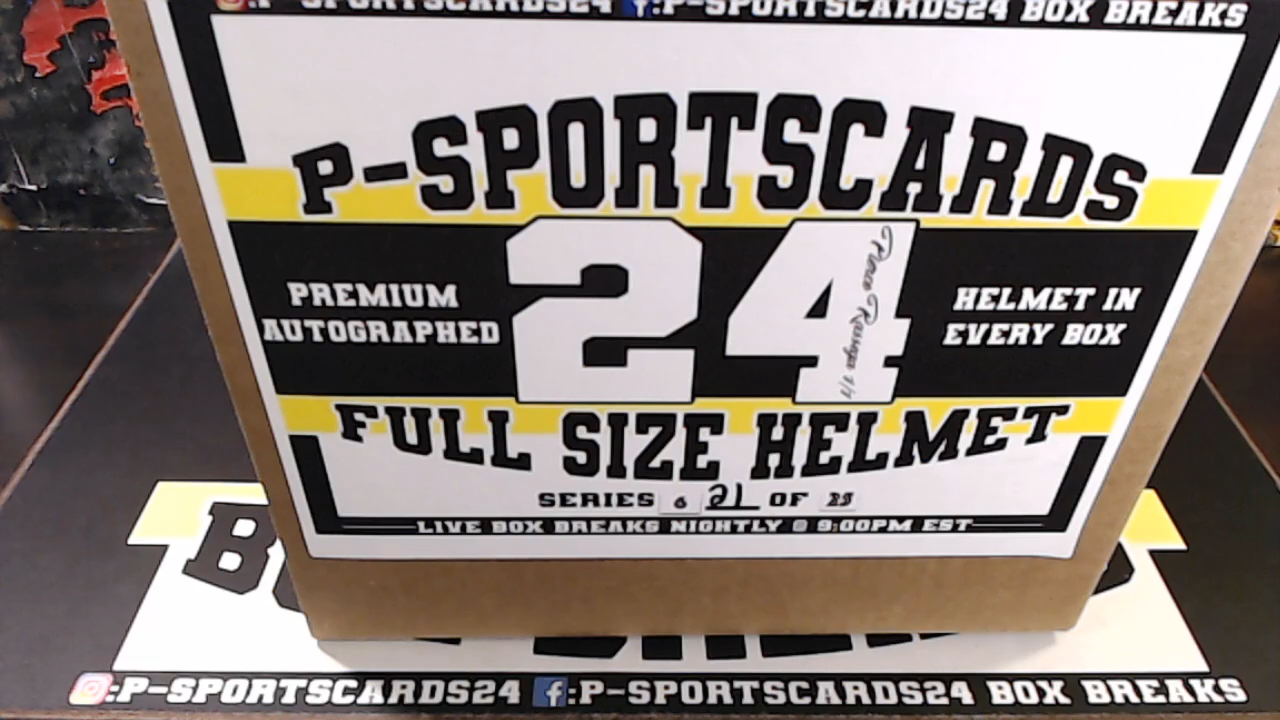 :P-SPORTSCARDS24 :P-SPORTSCARDS24 BOX BREAKS
P-SPORTSCARDS
24
PREMIUM
AUTOGRAPHED
HELMET IN
EVERY BOX
FULL SIZE HELMET
SERIES 6 21 OF 25
LIVE BOX BREAKS NIGHTLY @ 9:00PM EST
:P-SPORTSCARDS24 :P-SPORTSCARDS24 BOX BREAKS